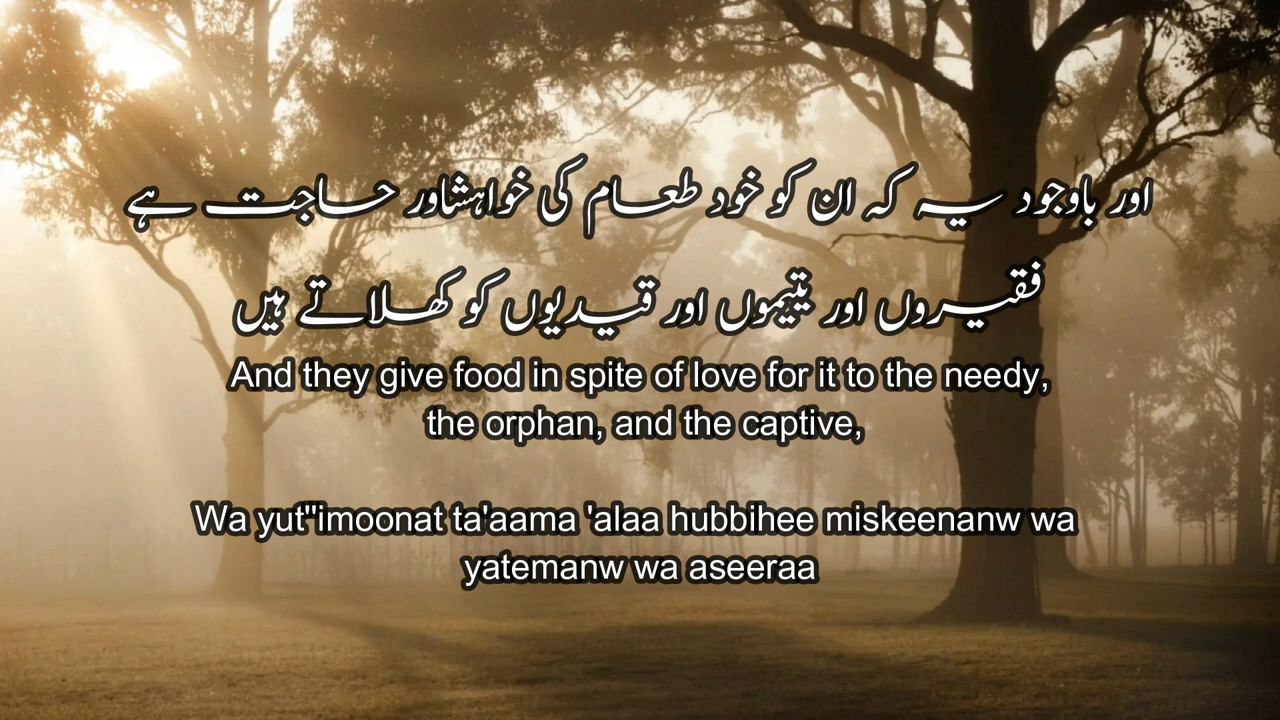 اور باوجود یہ کہ ان کو خود طعام کی خواہشاور حاجت ہے
فقیروں اور یتیموں اور قیدیوں کو کھلاتے ہیں
And they give food in spite of love for it to the needy,
the orphan, and the captive,
Wa yut''imoonat ta'aama 'alaa hubbihee miskeenanw wa
yatemanw wa aseeraa